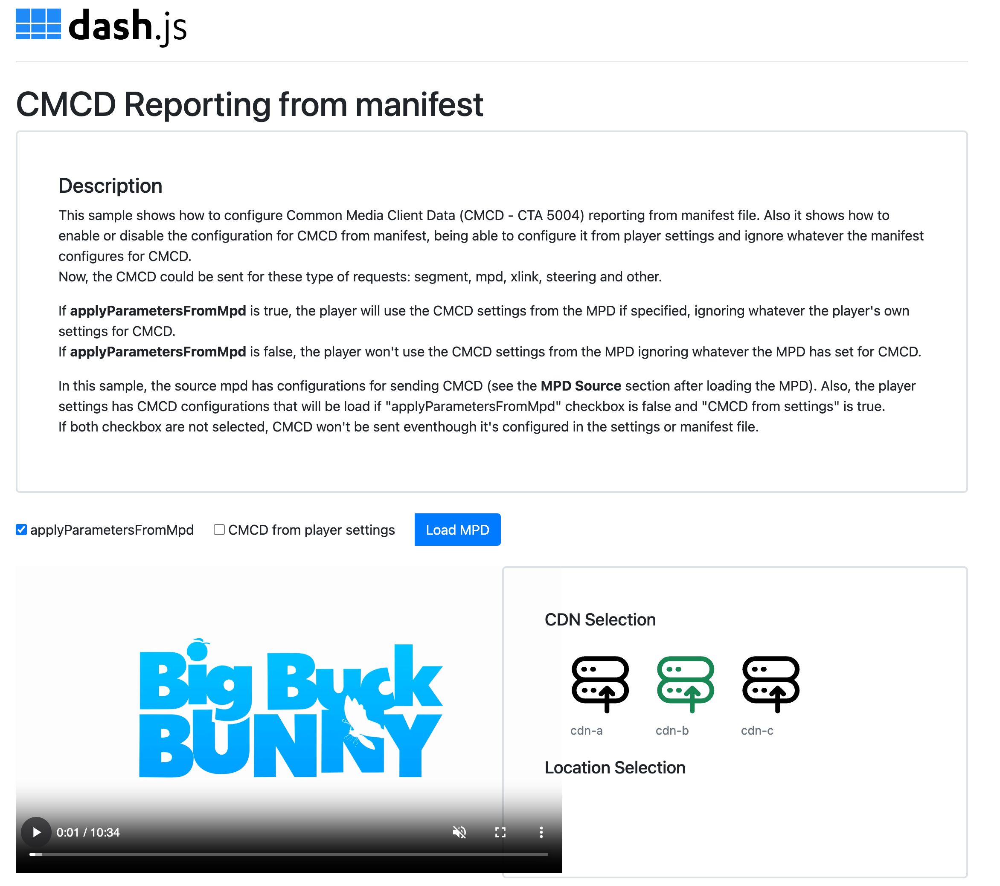 dash.js
CMCD Reporting from manifest
Description
This sample shows how to configure Common Media Client Data (CMCD - CTA 5004) reporting from manifest file. Also it shows how to
enable or disable the configuration for CMCD from manifest, being able to configure it from player settings and ignore whatever the manifest
configures for CMCD.
Now, the CMCD could be sent for these type of requests: segment, mpd, xlink, steering and other.
If applyParametersFromMpd is true, the player will use the CMCD settings from the MPD if specified, ignoring whatever the player's own
settings for CMCD.
If applyParametersFromMpd is false, the player won't use the CMCD settings from the MPD ignoring whatever the MPD has set for CMCD.
In this sample, the source mpd has configurations for sending CMCD (see the MPD Source section after loading the MPD). Also, the player
settings has CMCD configurations that will be load if "applyParametersFromMpd" checkbox is false and "CMCD from settings" is true.
If both checkbox are not selected, CMCD won't be sent eventhough it's configured in the settings or manifest file.
applyParametersFromMpd CMCD from player settings Load MPD
Big Buck
BUNNY
0:01 / 10:34
CDN Selection
cdn-a cdn-b cdn-c
Location Selection